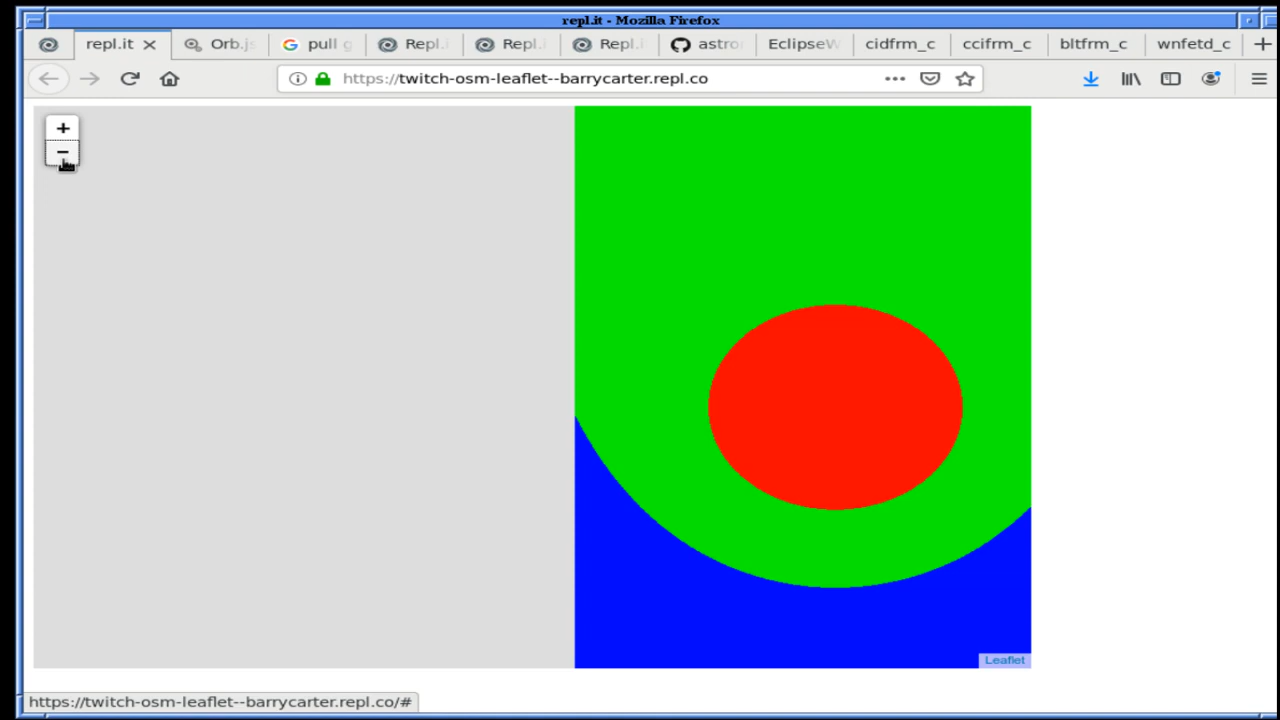 repl.it - Mozilla Firefox
repl.it Orb.js pull g Repl.i Repl.i Repl.i astro EclipseW cidfrm_c ccifrm_c bltfrm_c wnfetd_c
https://twitch-osm-leaflet--barrycarter.repl.co
+
−
Leaflet
https://twitch-osm-leaflet--barrycarter.repl.co/#